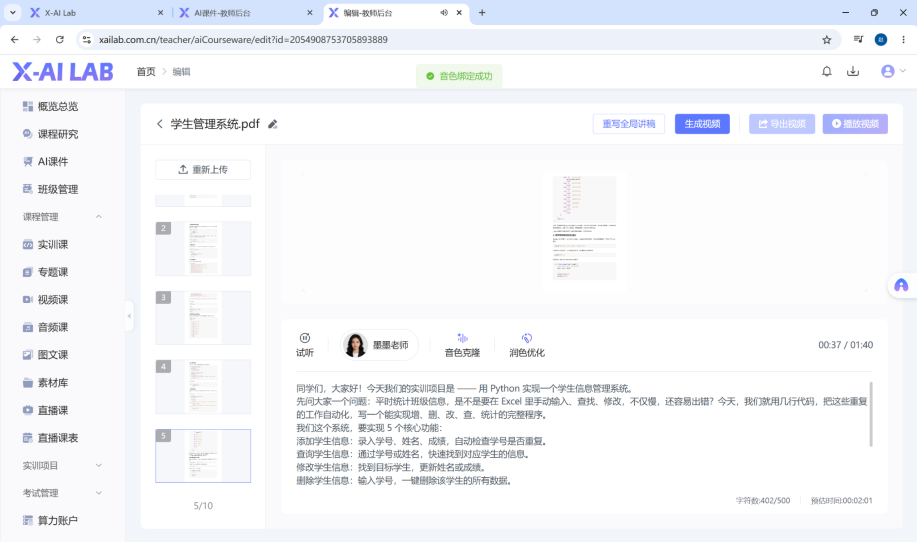 X-AI Lab
AI课件-教师后台
编辑-教师后台
xailab.com.cn/teacher/aiCourseware/edit?id=2054908753705893889
X-AI LAB
首页
编辑
音色绑定成功
概览总览
课程研究
AI课件
班级管理
课程管理
实训课
专题课
视频课
音频课
图文课
素材库
直播课
直播课表
实训项目
考试管理
算力账户
学生管理系统.pdf
重写全局讲稿
生成视频
导出视频
播放视频
重新上传
2
3
4
5
5/10
试听
墨墨老师
音色克隆
润色优化
00:37 / 01:40
同学们，大家好！今天我们的实训项目是 —— 用 Python 实现一个学生信息管理系统。
先问大家一个问题：平时统计班级信息，是不是要在 Excel 里手动输入、查找、修改，不仅慢，还容易出错？今天，我们就用几行代码，把这些重复
的工作自动化，写一个能实现增、删、改、查、统计的完整程序。
我们这个系统，要实现 5 个核心功能：
添加学生信息：录入学号、姓名、成绩，自动检查学号是否重复。
查询学生信息：通过学号或姓名，快速找到对应学生的信息。
修改学生信息：找到目标学生，更新姓名或成绩。
删除学生信息：输入学号，一键删除该学生的所有数据。
字符数:402/500
预估时间:00:02:01